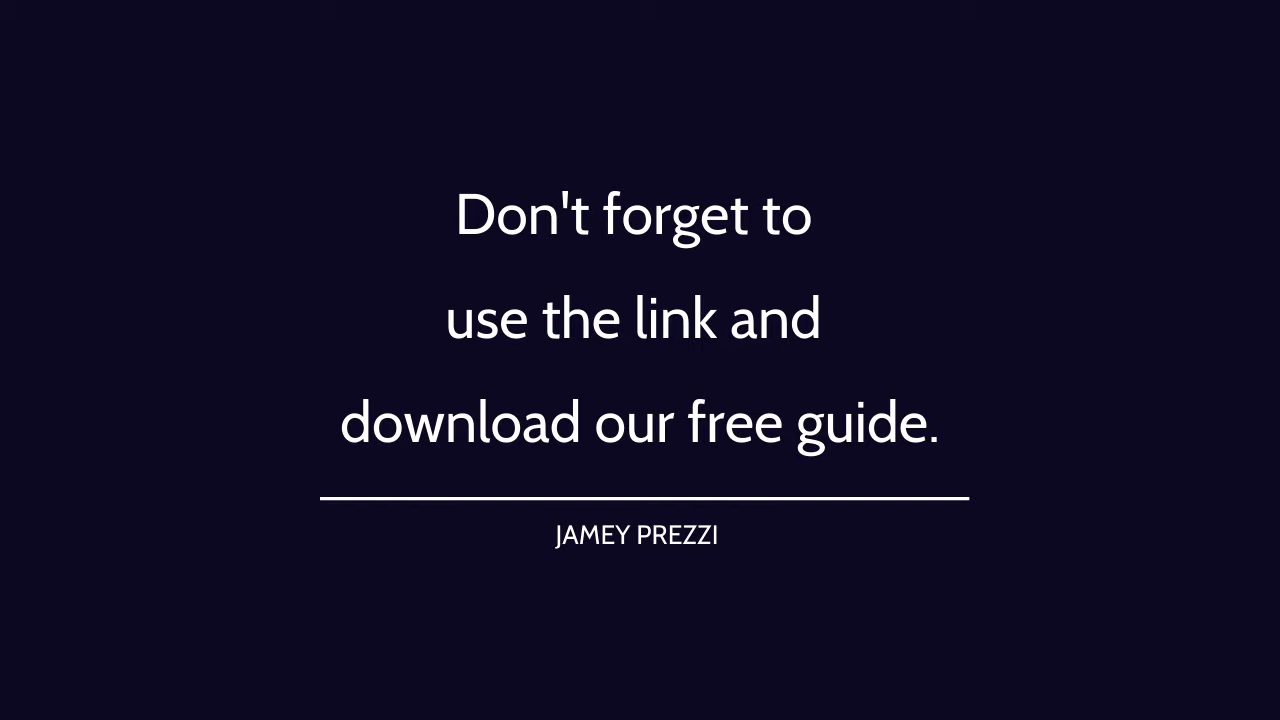 Don't forget to
use the link and
download our free guide.
JAMEY PREZZI